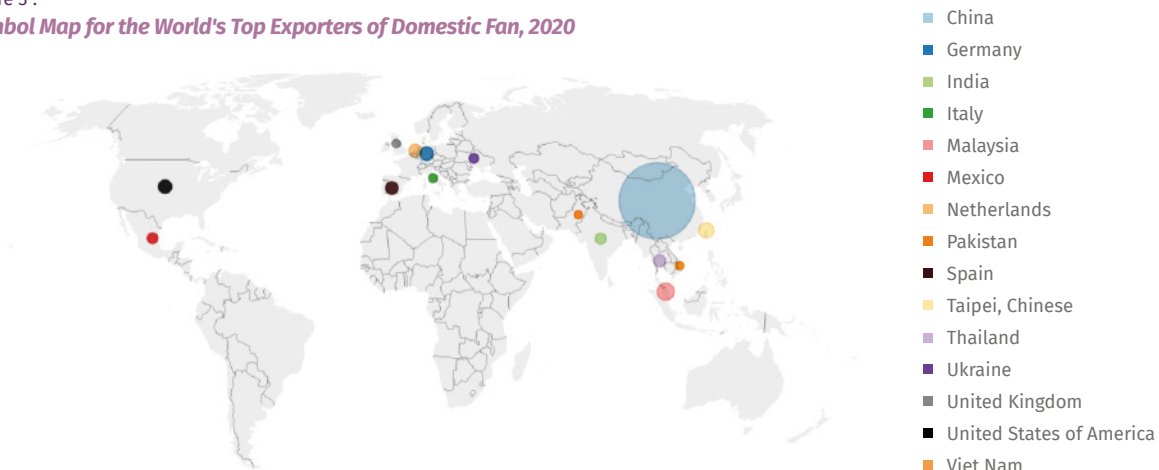 mbol Map for the World's Top Exporters of Domestic Fan, 2020
China
Germany
India
Italy
Malaysia
Mexico
Netherlands
Pakistan
Spain
Taipei, Chinese
Thailand
Ukraine
United Kingdom
United States of America
Viet Nam